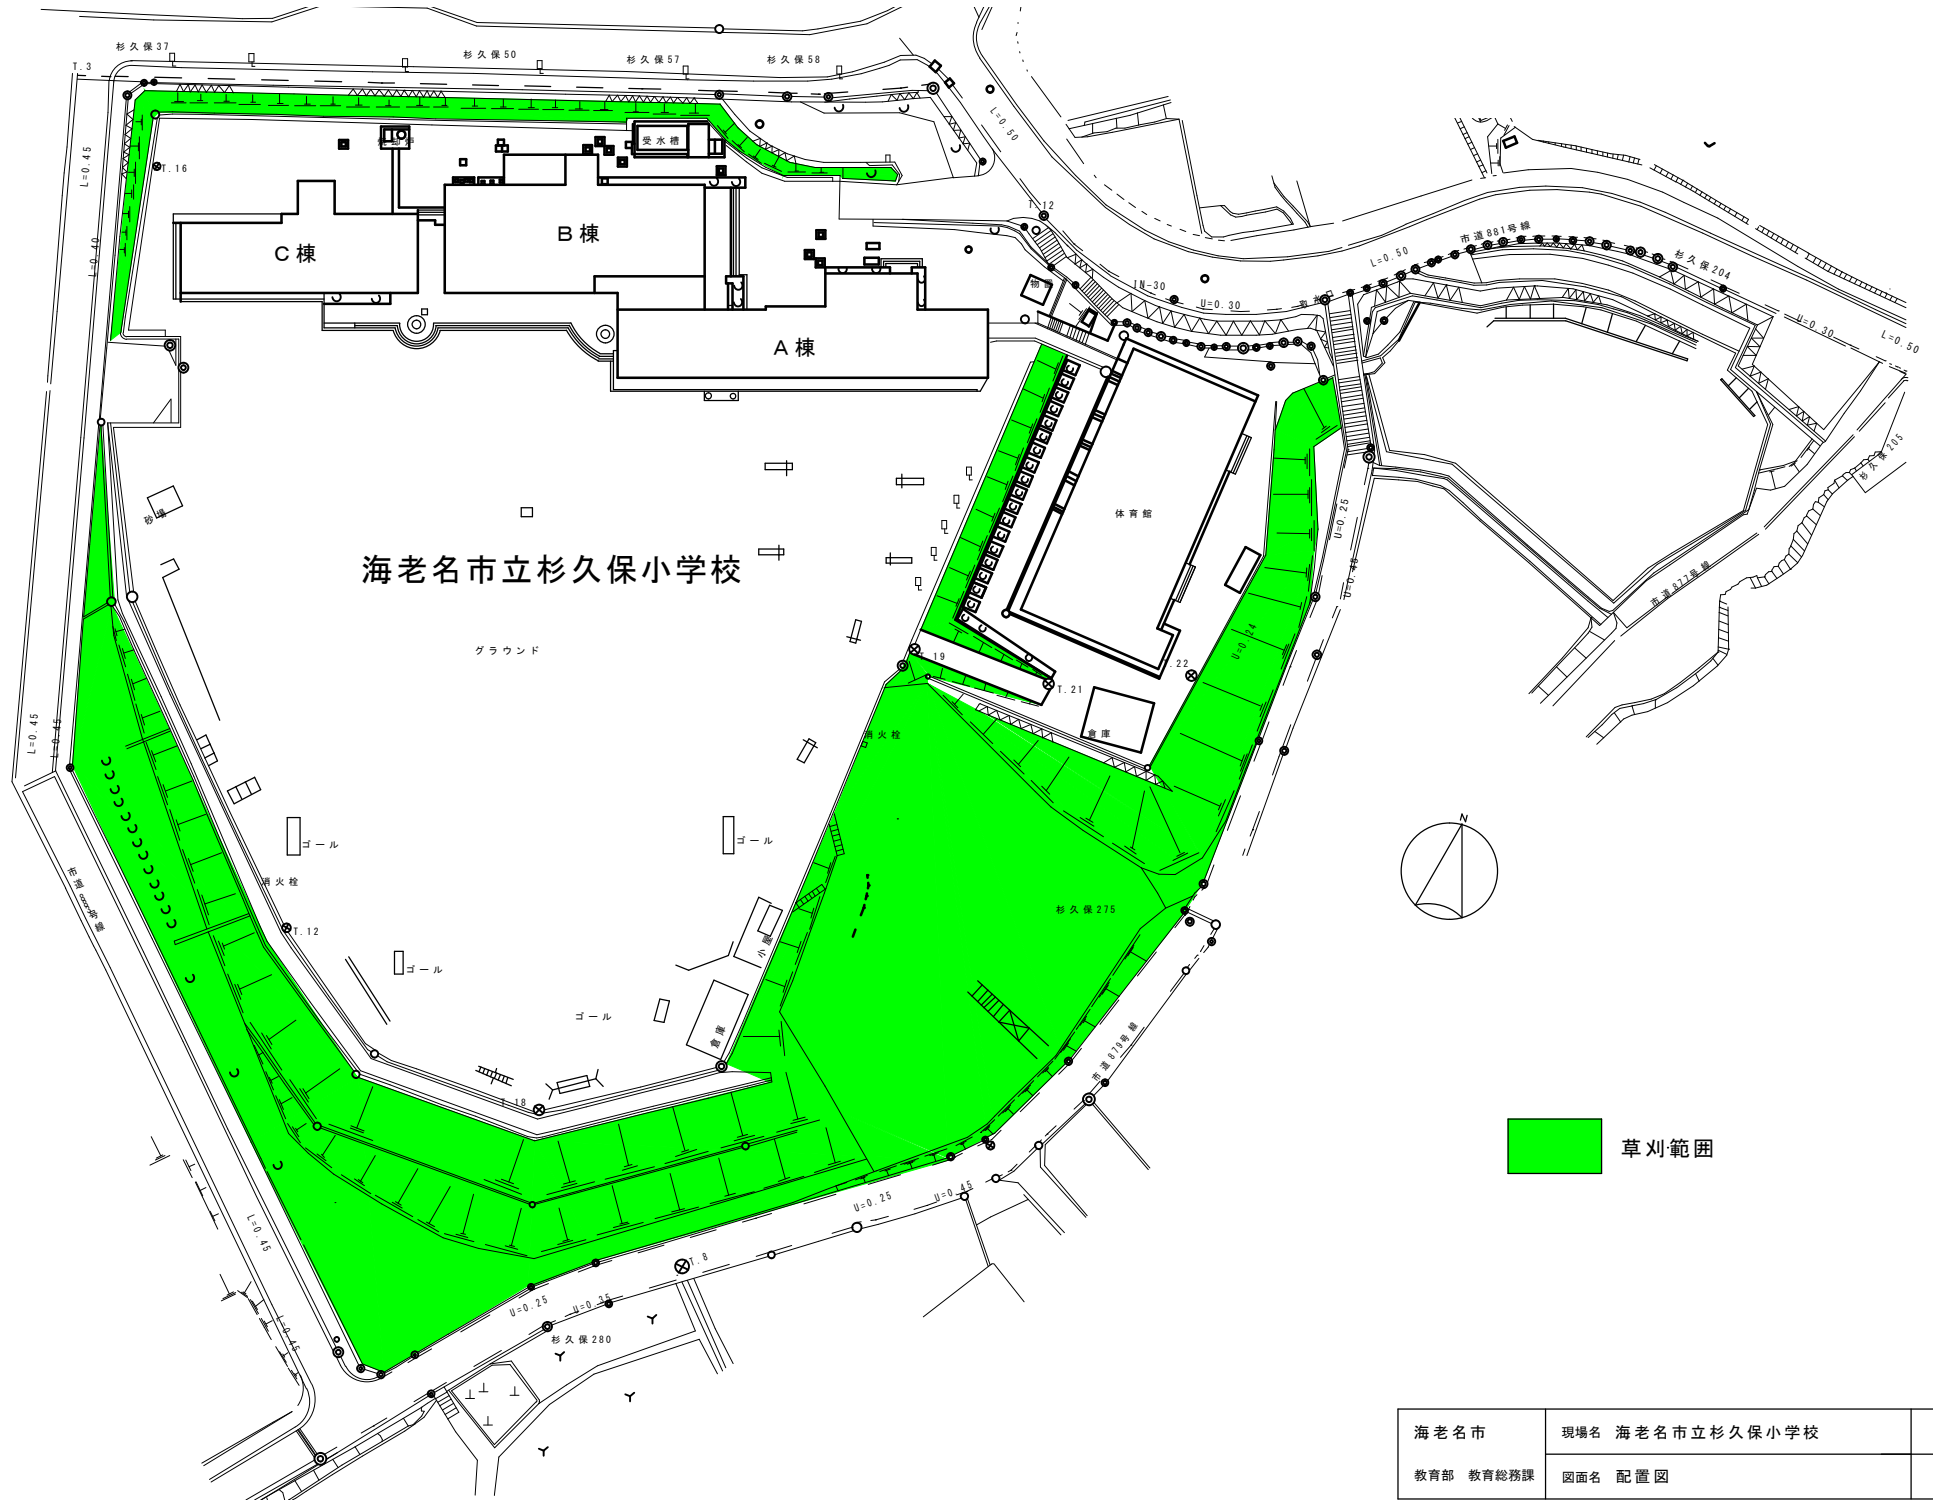 杉久保37
杉久保50
杉久保57
杉久保58
T.3
L=0.50
L=0.45
T.16
受水槽
T.12
C棟
B棟
L=0.40
市道881号線
L=0.50
杉久保204
物置
IN-30
U=0.30
A棟
U=0.30
L=0.50
杉久保205
砂場
体育館
U=0.25
海老名市立杉久保小学校
U=0.45
市道877号線
グラウンド
U=0.24
T.19
T.22
T.21
L=0.45
L=0.45
消火栓
倉庫
N
ゴール
ゴール
消火栓
杉久保275
T.12
小屋
ゴール
ゴール
倉庫
市道879号線
T.18
草刈範囲
U=0.25
U=0.45
L=0.45
T.8
U=0.25
U=0.35
L=0.45
杉久保280
海老名市
現場名 海老名市立杉久保小学校
教育部 教育総務課
図面名 配置図